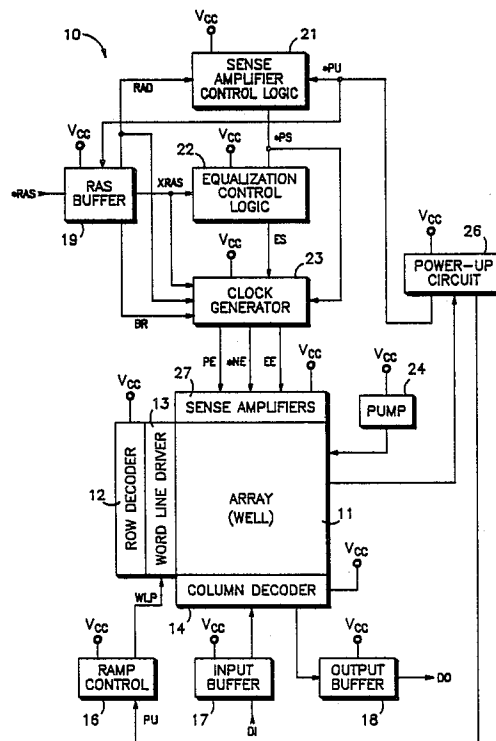 10
VCC
21
SENSE
AMPLIFIER
CONTROL LOGIC
RAD
*PU
VCC
VCC
*PS
22
*RAS
RAS
BUFFER
19
XRAS
EQUALIZATION
CONTROL
LOGIC
VCC
26
VCC
ES
23
POWER-UP
CIRCUIT
CLOCK
GENERATOR
BR
PE
*NE
EE
VCC
VCC
24
27
VCC
13
SENSE AMPLIFIERS
PUMP
12
ROW DECODER
WORD LINE DRIVER
ARRAY
(WELL)
11
VCC
WLP
COLUMN DECODER
14
VCC
VCC
VCC
RAMP
CONTROL
INPUT
BUFFER
OUTPUT
BUFFER
DO
16
PU
17
18
DI